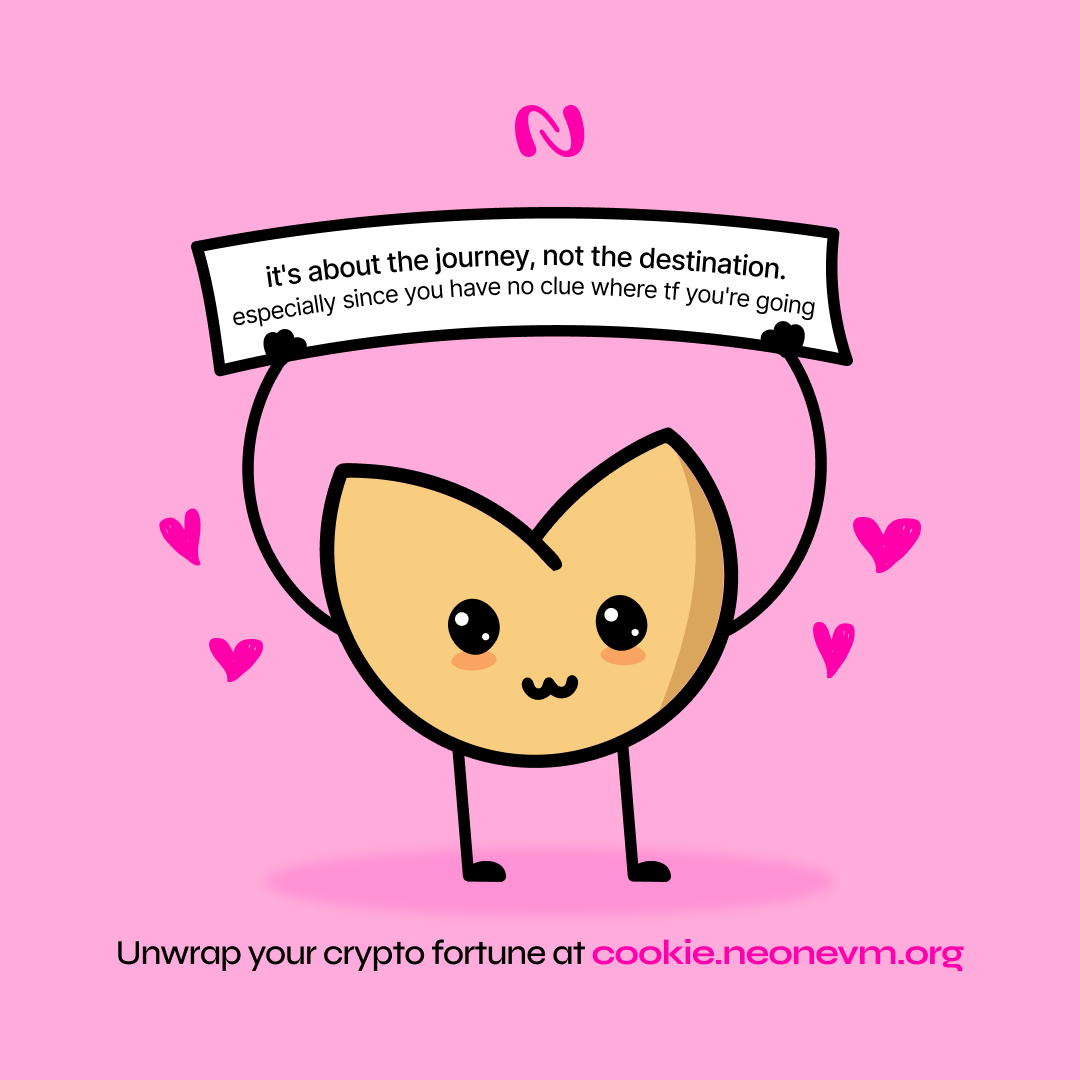 it's about the journey, not the destination.
especially since you have no clue where tf you're going
Unwrap your crypto fortune at cookie.neonevm.org